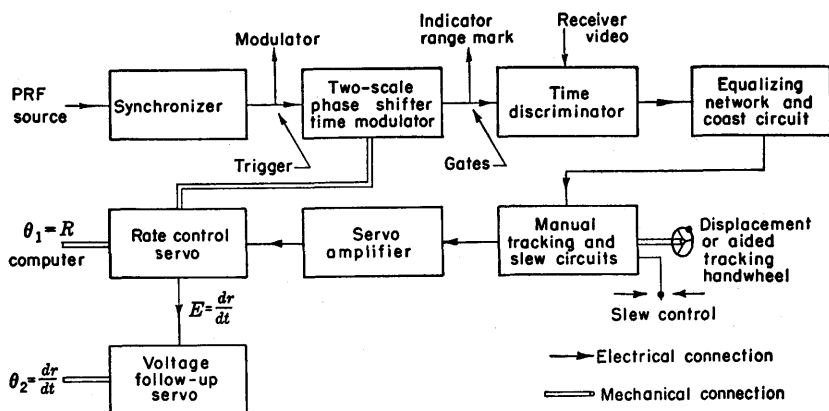 Modulator
Indicator
range mark
Receiver
video
PRF
source
Synchronizer
Two-scale
phase shifter
time modulator
Time
discriminator
Equalizing
network and
coast circuit
Trigger
Gates
θ₁ = R
computer
Rate control
servo
Servo
amplifier
Manual
tracking and
slew circuits
Displacement
or aided
tracking
handwheel
Slew control
E = dr/dt
θ₂ = dr/dt
Voltage
follow-up
servo
Electrical connection
Mechanical connection